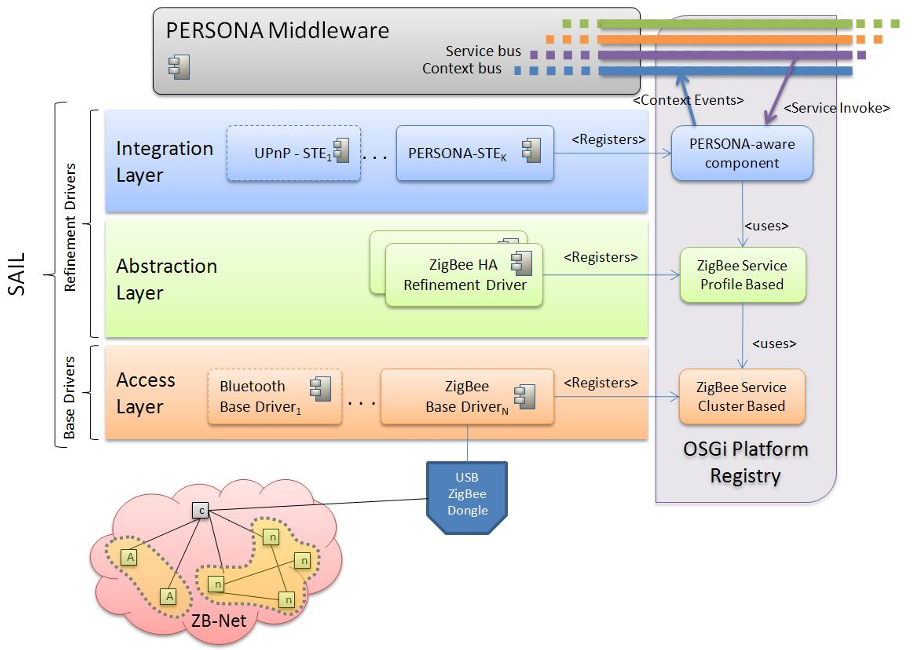 PERSONA Middleware
Service bus
Context bus
<Context Events>
<Service Invoke>
SAIL
Refinement Drivers
Base Drivers
Integration
Layer
UPnP - STE1
. . .
PERSONA-STEK
<Registers>
PERSONA-aware
component
<uses>
Abstraction
Layer
ZigBee HA
Refinement Driver
<Registers>
ZigBee Service
Profile Based
<uses>
Access
Layer
Bluetooth
Base Driver1
. . .
ZigBee
Base DriverN
<Registers>
ZigBee Service
Cluster Based
OSGi Platform
Registry
USB
ZigBee
Dongle
c
n
A
n
n
A
n
ZB-Net